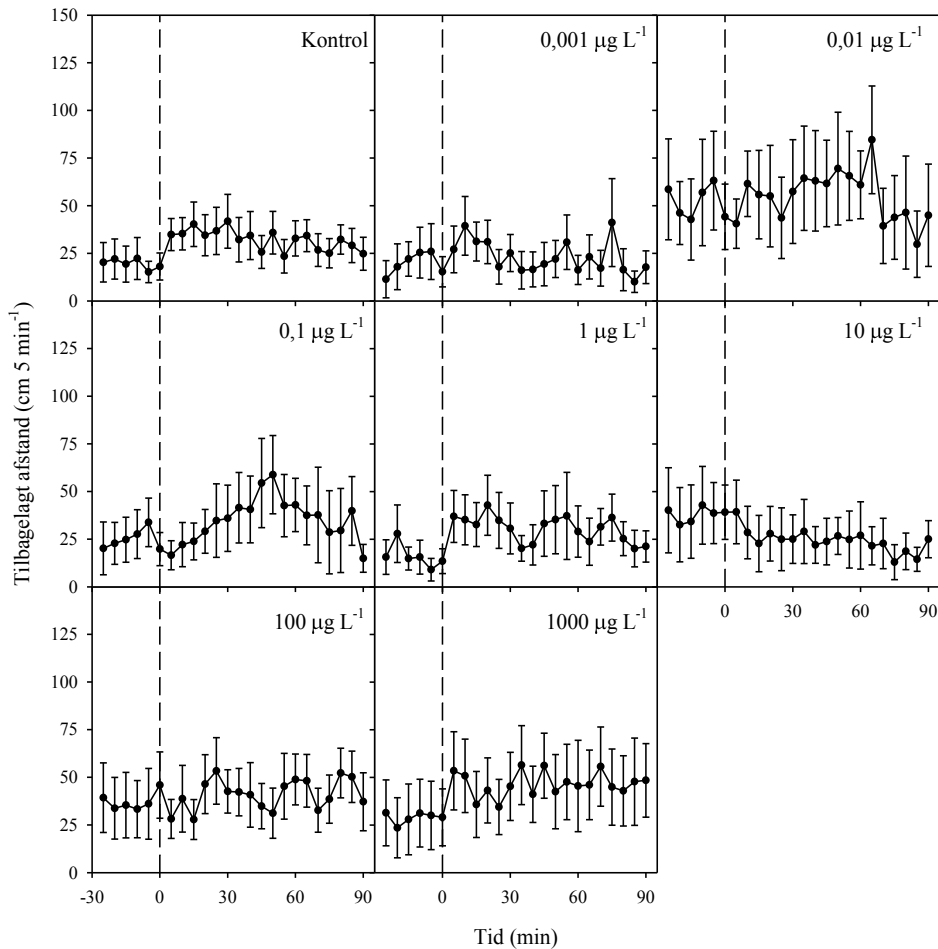 150
125
100
75
50
25
0
Kontrol
0,001 µg L-1
0,01 µg L-1
125
100
75
50
25
0
0,1 µg L-1
1 µg L-1
10 µg L-1
Tilbagelagt afstand (cm 5 min-1)
0 30 60 90
125
100
75
50
25
0
100 µg L-1
1000 µg L-1
-30 0 30 60 90
0 30 60 90
Tid (min)